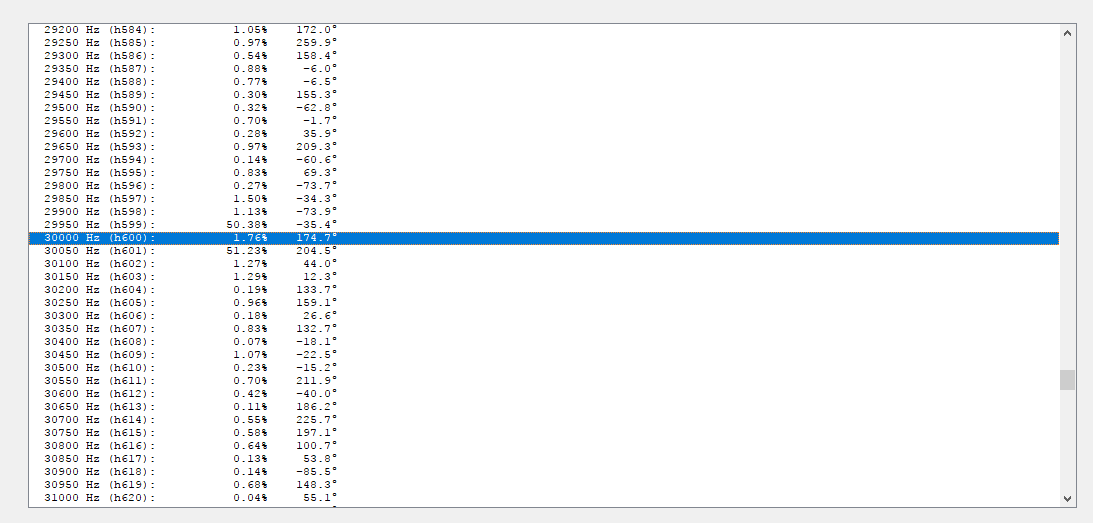 29200 Hz (h584): 1.05% 172.0°
29250 Hz (h585): 0.97% 259.9°
29300 Hz (h586): 0.54% 158.4°
29350 Hz (h587): 0.88% -6.0°
29400 Hz (h588): 0.77% -6.5°
29450 Hz (h589): 0.30% 155.3°
29500 Hz (h590): 0.32% -62.8°
29550 Hz (h591): 0.70% -1.7°
29600 Hz (h592): 0.28% 35.9°
29650 Hz (h593): 0.97% 209.3°
29700 Hz (h594): 0.14% -60.6°
29750 Hz (h595): 0.83% 69.3°
29800 Hz (h596): 0.27% -73.7°
29850 Hz (h597): 1.50% -34.3°
29900 Hz (h598): 1.13% -73.9°
29950 Hz (h599): 50.38% -35.4°
30000 Hz (h600): 1.76% 174.7°
30050 Hz (h601): 51.23% 204.5°
30100 Hz (h602): 1.27% 44.0°
30150 Hz (h603): 1.29% 12.3°
30200 Hz (h604): 0.19% 133.7°
30250 Hz (h605): 0.96% 159.1°
30300 Hz (h606): 0.18% 26.6°
30350 Hz (h607): 0.83% 132.7°
30400 Hz (h608): 0.07% -18.1°
30450 Hz (h609): 1.07% -22.5°
30500 Hz (h610): 0.23% -15.2°
30550 Hz (h611): 0.70% 211.9°
30600 Hz (h612): 0.42% -40.0°
30650 Hz (h613): 0.11% 186.2°
30700 Hz (h614): 0.55% 225.7°
30750 Hz (h615): 0.58% 197.1°
30800 Hz (h616): 0.64% 100.7°
30850 Hz (h617): 0.13% 53.8°
30900 Hz (h618): 0.14% -85.5°
30950 Hz (h619): 0.68% 148.3°
31000 Hz (h620): 0.04% 55.1°